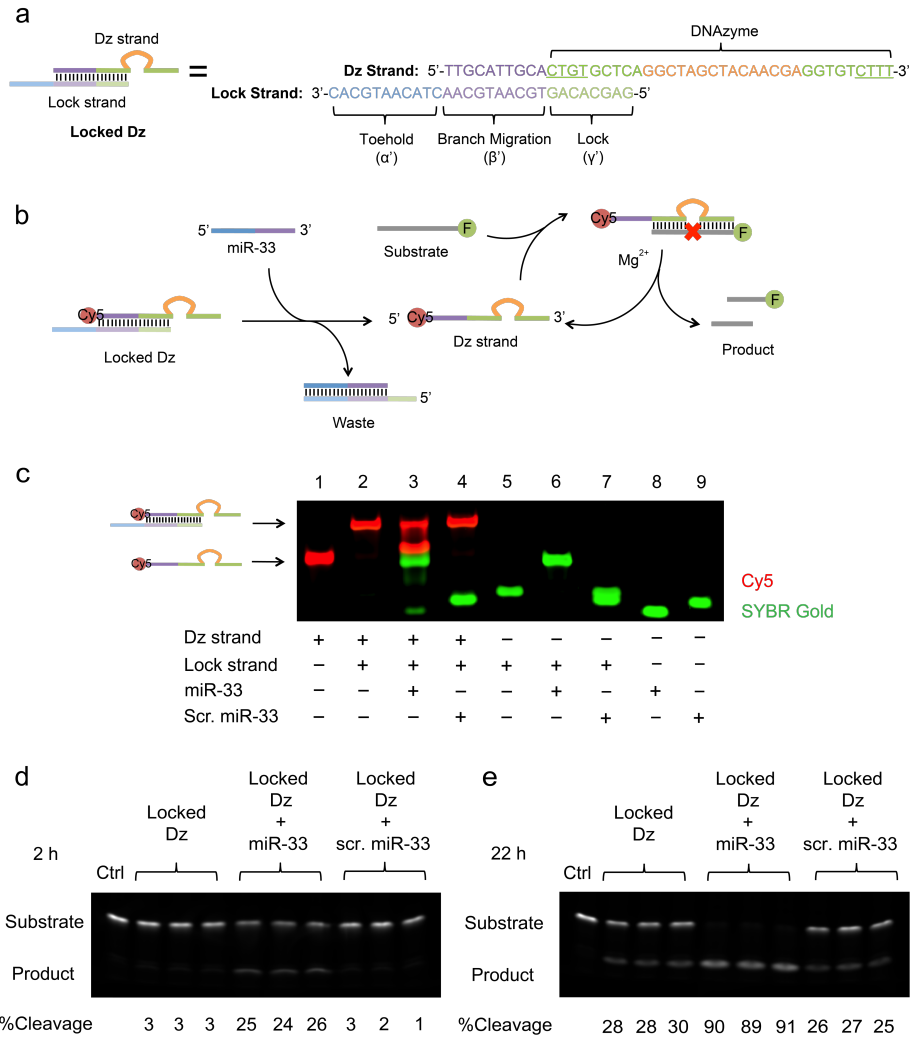 a
Dz strand
Lock strand
Locked Dz
=
DNAzyme
Dz Strand: 5’-TTGCATTGCACTGTGCTCAGGCTAGCTACAACGAGGTGTCTTT-3’
Lock Strand: 3’-CACGTAACATCAACGTAACGTGACACGAG-5’
Toehold
(α’)
Branch Migration
(β’)
Lock
(γ’)
b
5’ 3’
miR-33
Substrate
F
Cy5
F
Mg2+
Cy5
Locked Dz
5’ Cy5 3’
Dz strand
F
Product
5’
Waste
c
1 2 3 4 5 6 7 8 9
Cy5
Cy5
Cy5
SYBR Gold
Dz strand + + + + – – – – –
Lock strand – + + + + + + – –
miR-33 – – + – – + – + –
Scr. miR-33 – – – + – – + – +
d
2 h
Ctrl
Locked
Dz
Locked
Dz
+
miR-33
Locked
Dz
+
scr. miR-33
Substrate
Product
%Cleavage 3 3 3 25 24 26 3 2 1
e
22 h
Ctrl
Locked
Dz
Locked
Dz
+
miR-33
Locked
Dz
+
scr. miR-33
Substrate
Product
%Cleavage 28 28 30 90 89 91 26 27 25